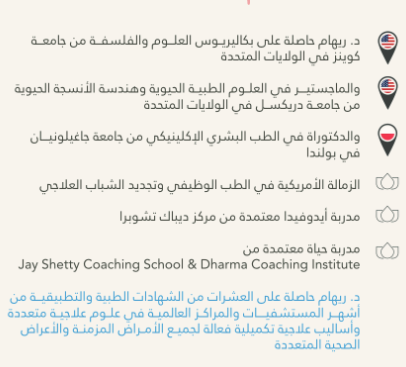 د. ريهام حاصلة على بكاليريوس العلوم والفلسفة من جامعة
كوينز في الولايات المتحدة
والماجستير في العلوم الطبية الحيوية وهندسة الأنسجة الحيوية
من جامعة دريكسل في الولايات المتحدة
والدكتوراة في الطب البشري الإكلينيكي من جامعة جاغيلونيان
في بولندا
الزمالة الأمريكية في الطب الوظيفي وتجديد الشباب العلاجي
مدربة أيدوفيدا معتمدة من مركز ديباك تشوبرا
مدربة حياة معتمدة من
Jay Shetty Coaching School & Dharma Coaching Institute
د. ريهام حاصلة على العشرات من الشهادات الطبية والتطبيقية من
أشهر المستشفيات والمراكز العالمية في علوم علاجية متعددة
وأساليب علاجية تكميلية فعالة لجميع الأمراض المزمنة والأعراض
الصحية المتعددة